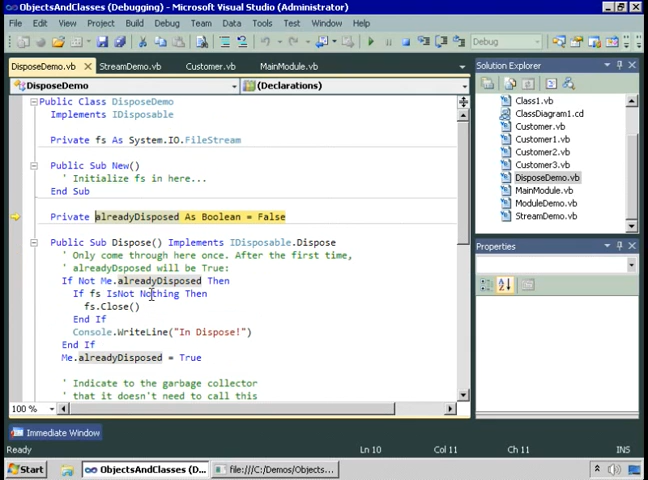 ObjectsAndClasses (Debugging) - Microsoft Visual Studio (Administrator)
File Edit View Project Build Debug Team Data Tools Test Window Help
Debug
DisposeDemo.vb StreamDemo.vb Customer.vb MainModule.vb
DisposeDemo (Declarations)
Public Class DisposeDemo
Implements IDisposable
Private fs As System.IO.FileStream
Public Sub New()
' Initialize fs in here...
End Sub
Private alreadyDisposed As Boolean = False
Public Sub Dispose() Implements IDisposable.Dispose
' Only come through here once. After the first time,
' alreadyDsposed will be True:
If Not Me.alreadyDisposed Then
If fs IsNot Nothing Then
fs.Close()
End If
Console.WriteLine("In Dispose!")
End If
Me.alreadyDisposed = True
' Indicate to the garbage collector
' that it doesn't need to call this
100 %
Solution Explorer
Class1.vb
ClassDiagram1.cd
Customer.vb
Customer1.vb
Customer2.vb
Customer3.vb
DisposeDemo.vb
MainModule.vb
ModuleDemo.vb
StreamDemo.vb
Properties
Immediate Window
Ready Ln 10 Col 11 Ch 11 INS
Start ObjectsAndClasses (D... file:///C:/Demos/Objects...